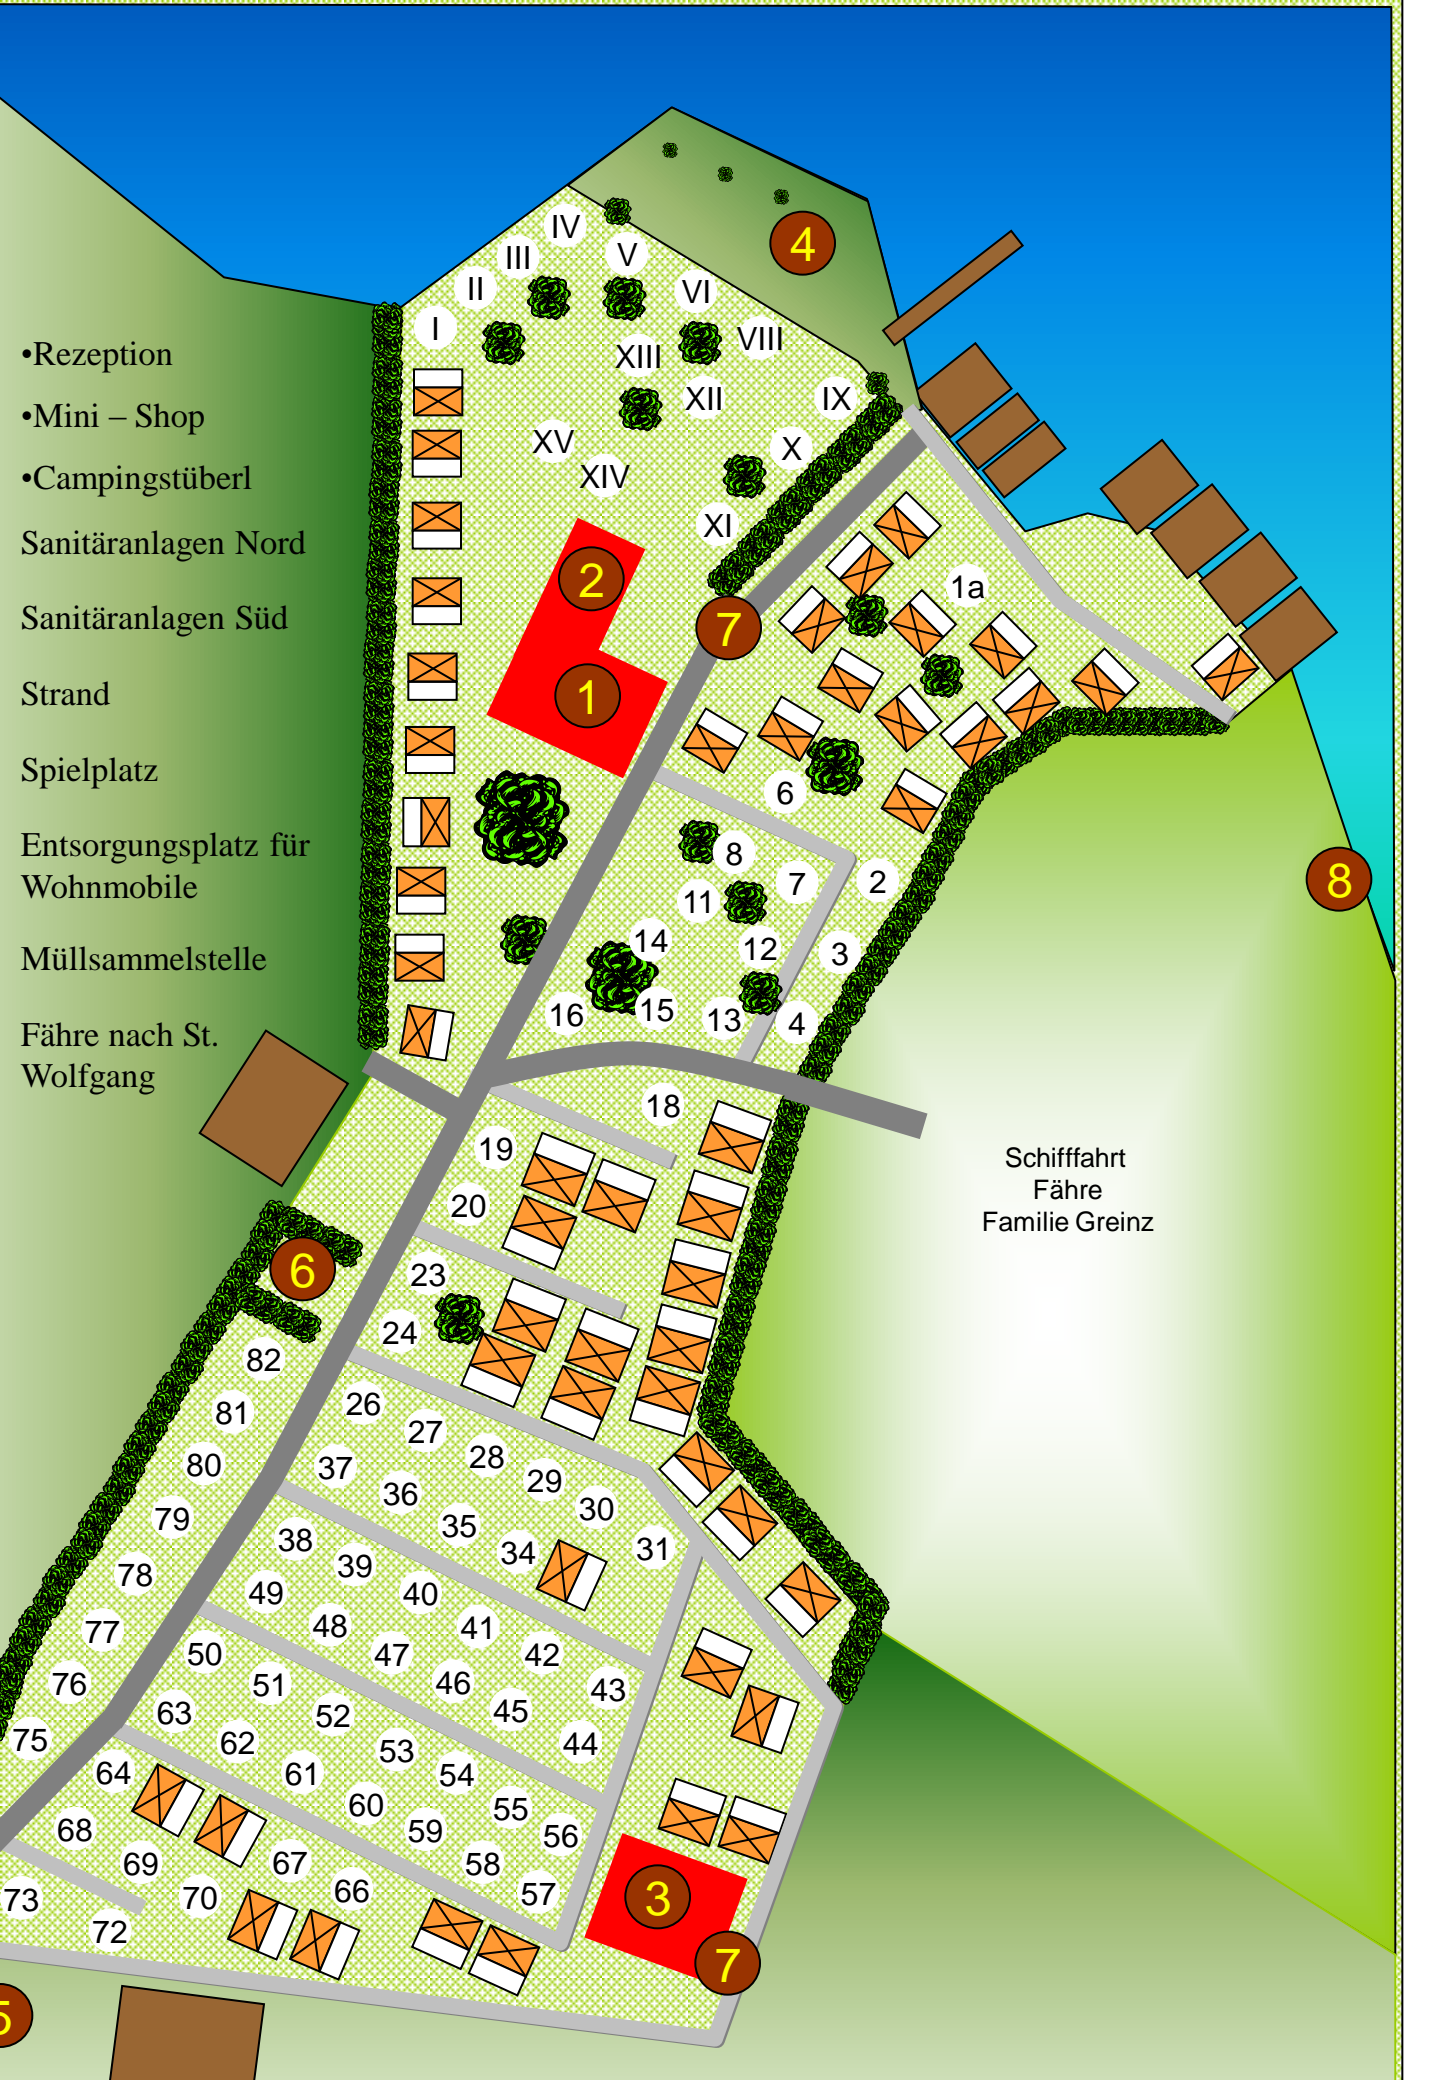 •Rezeption
•Mini – Shop
•Campingstüberl
Sanitäranlagen Nord
Sanitäranlagen Süd
Strand
Spielplatz
Entsorgungsplatz für
Wohnmobile
Müllsammelstelle
Fähre nach St.
Wolfgang
IV
III
V
II
VI
I
VIII
XIII
XII
IX
XV
X
XIV
XI
4
2
7
1
1a
6
8
7
2
8
11
14
12
3
16
15
13
4
18
19
20
Schifffahrt
Fähre
Familie Greinz
6
23
24
82
81
80
79
78
77
76
75
26
27
28
29
30
31
37
36
35
34
38
39
40
41
42
43
49
48
47
46
45
44
50
51
52
53
54
55
56
63
62
61
60
59
58
57
64
68
69
67
70
66
73
72
3
7
5